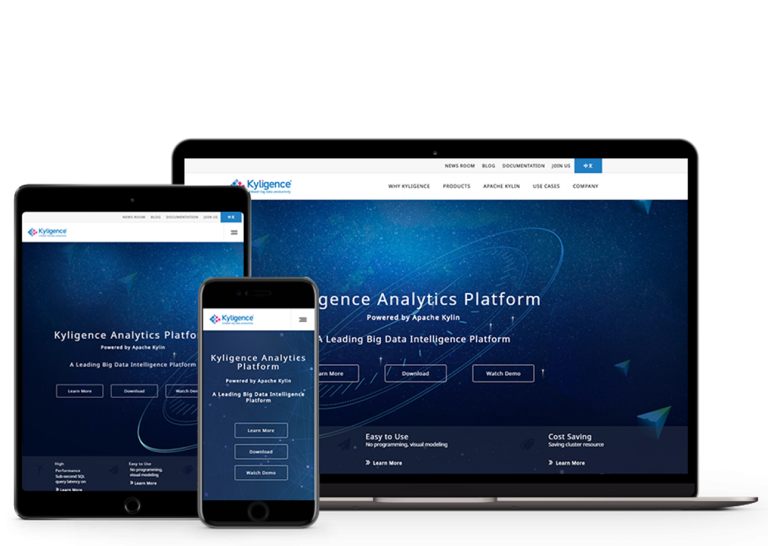 NEWS ROOM BLOG DOCUMENTATION JOIN US 中文
Kyligence
WHY KYLIGENCE PRODUCTS APACHE KYLIN USE CASES COMPANY
gence Analytics Platform
Powered by Apache Kylin
A Leading Big Data Intelligence Platform
rn More Download Watch Demo
Easy to Use
No programming, visual modeling
Learn More
Cost Saving
Saving cluster resource
Learn More
NEWS ROOM BLOG DOCUMENTATION JOIN US 中文
Kyligence
Kyligence Analytics Platfo
Powered by Apache Kylin
A Leading Big Data Intelligence Platform
Learn More Download Watch Dem
High
Performance
Sub-second SQL
query latency on
Learn More
Easy to Use
No programming,
visual modeling
Learn More
Kyligence
Kyligence Analytics
Platform
Powered by Apache Kylin
A Leading Big Data Intelligence
Platform
Learn More
Download
Watch Demo